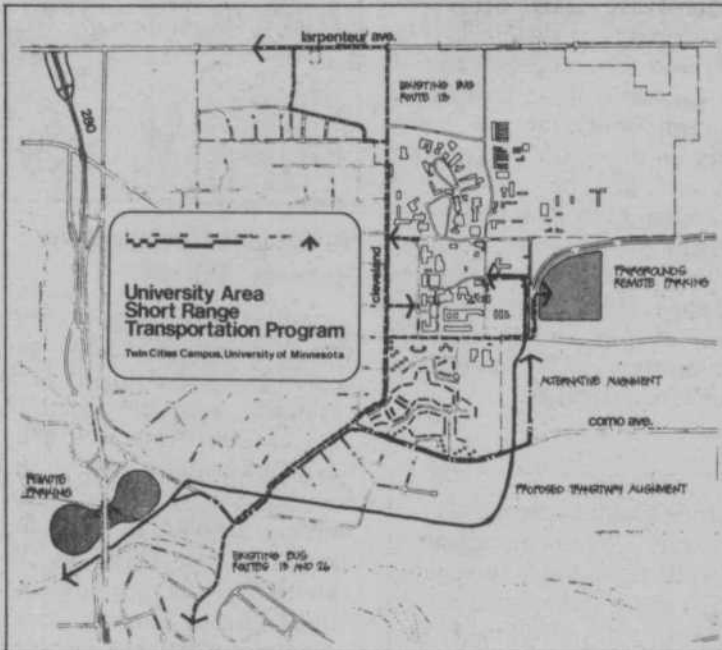 larpenteur ave.
EXISTING BUS
ROUTE 13
280
cleveland
University Area
Short Range
Transportation Program
Twin Cities Campus, University of Minnesota
FAIRGROUNDS
REMOTE PARKING
ALTERNATIVE ALIGNMENT
como ave.
REMOTE
PARKING
PROPOSED TRANSITWAY ALIGNMENT
EXISTING BUS
ROUTES 13 AND 26